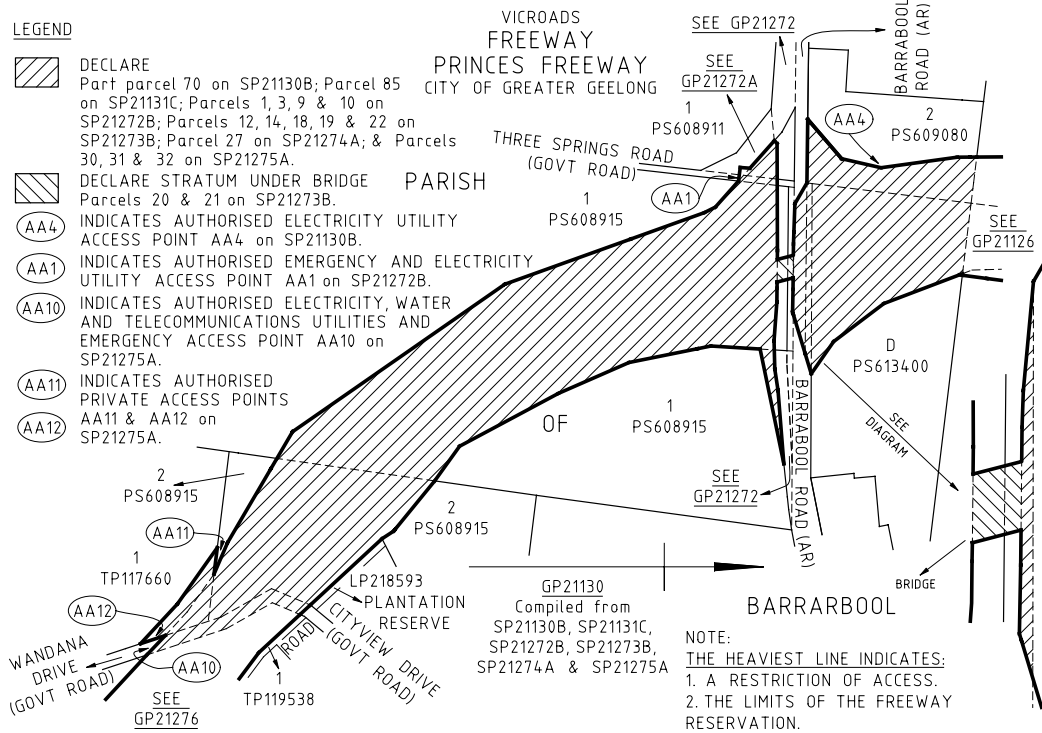 LEGEND
DECLARE
Part parcel 70 on SP21130B; Parcel 85
on SP21131C; Parcels 1, 3, 9 & 10 on
SP21272B; Parcels 12, 14, 18, 19 & 22 on
SP21273B; Parcel 27 on SP21274A; & Parcels
30, 31 & 32 on SP21275A.
DECLARE STRATUM UNDER BRIDGE
Parcels 20 & 21 on SP21273B.
AA4 INDICATES AUTHORISED ELECTRICITY UTILITY
ACCESS POINT AA4 on SP21130B.
AA1 INDICATES AUTHORISED EMERGENCY AND ELECTRICITY
UTILITY ACCESS POINT AA1 on SP21272B.
AA10 INDICATES AUTHORISED ELECTRICITY, WATER
AND TELECOMMUNICATIONS UTILITIES AND
EMERGENCY ACCESS POINT AA10 on
SP21275A.
AA11 INDICATES AUTHORISED
PRIVATE ACCESS POINTS
AA12 AA11 & AA12 on
SP21275A.
VICROADS
FREEWAY
PRINCES FREEWAY
CITY OF GREATER GEELONG
SEE GP21272
SEE
GP21272A
BARRABOOL
ROAD (AR)
1
PS608911
AA4
2
PS609080
THREE SPRINGS ROAD
(GOVT ROAD)
PARISH
AA1
1
PS608915
SEE
GP21126
D
PS613400
SEE
DIAGRAM
BARRABOOL ROAD (AR)
OF
1
PS608915
SEE
GP21272
2
PS608915
2
PS608915
AA11
1
TP117660
AA12
LP218593
PLANTATION
RESERVE
GP21130
Compiled from
SP21130B, SP21131C,
SP21272B, SP21273B,
SP21274A & SP21275A
BRIDGE
BARRARBOOL
WANDANA
DRIVE
(GOVT ROAD)
AA10
SEE
GP21276
ROAD
CITYVIEW DRIVE
(GOVT ROAD)
1
TP119538
NOTE:
THE HEAVIEST LINE INDICATES:
1. A RESTRICTION OF ACCESS.
2. THE LIMITS OF THE FREEWAY
RESERVATION.